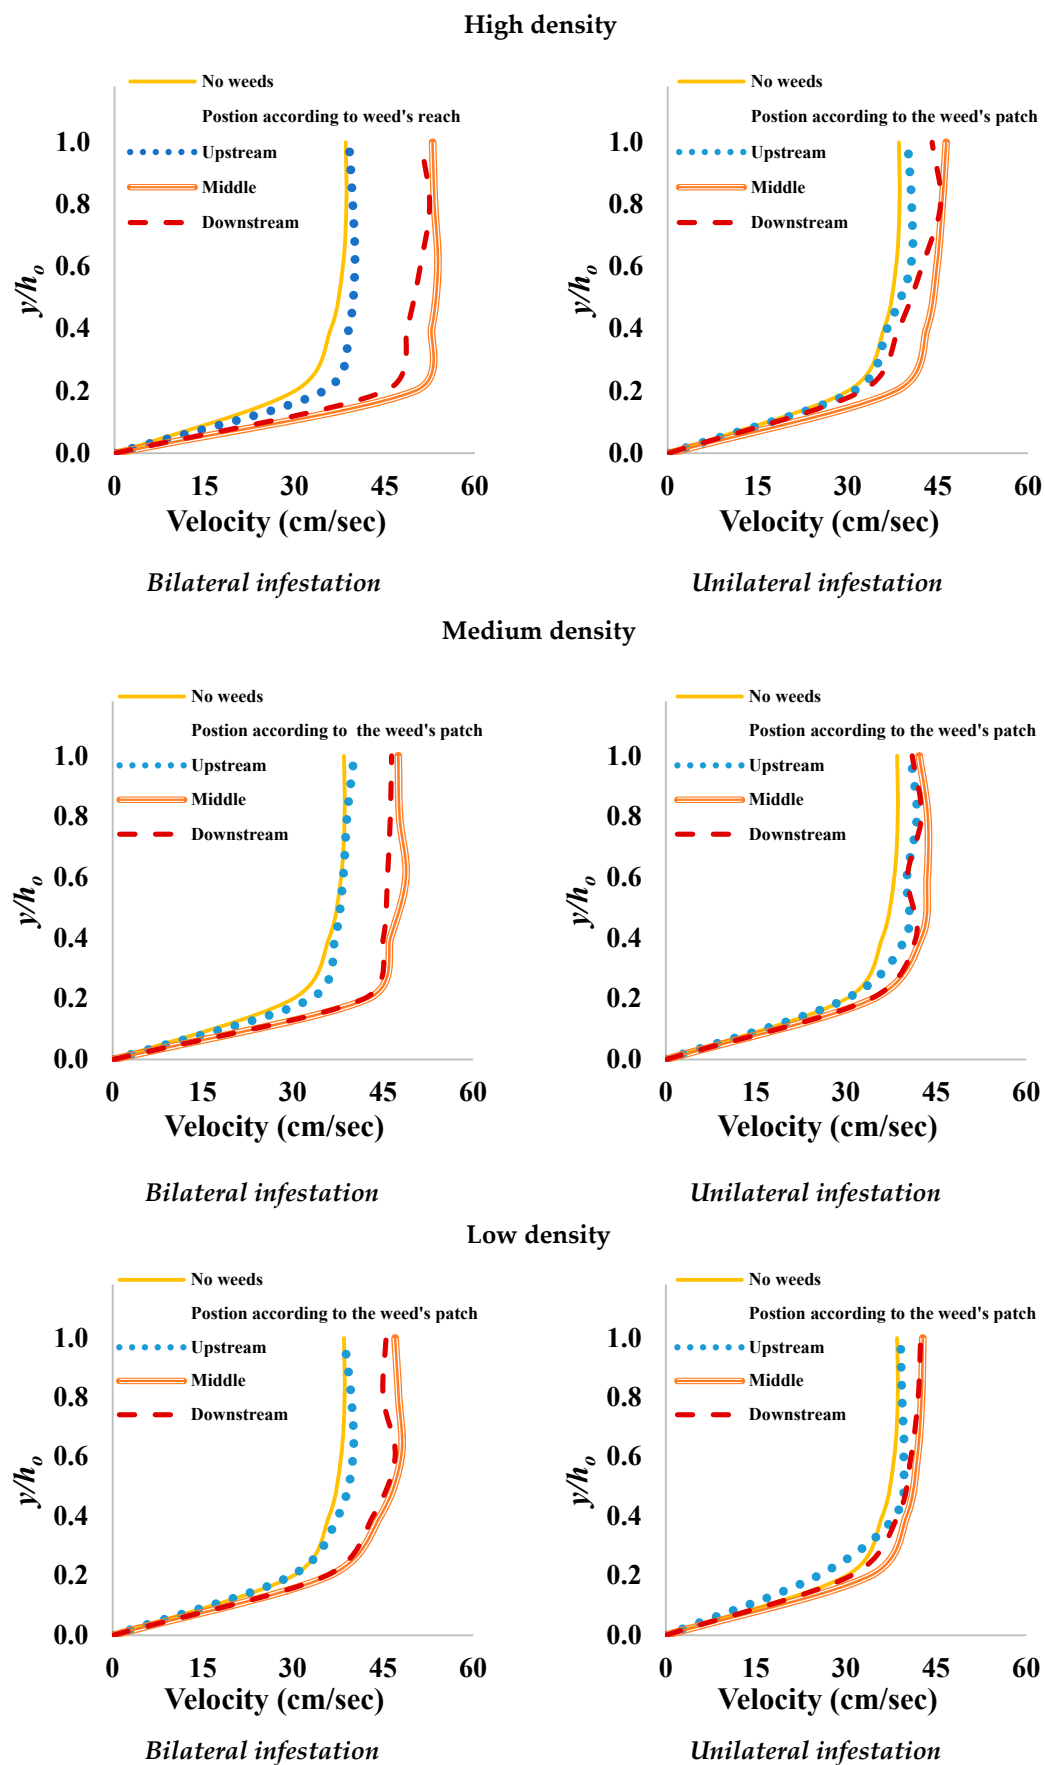 High density
No weeds
Postion according to weed's reach
Upstream
Middle
Downstream
1.0
0.8
0.6
0.4
0.2
0.0
y/ho
0 15 30 45 60
Velocity (cm/sec)
Bilateral infestation
No weeds
Postion according to the weed's patch
Upstream
Middle
Downstream
1.0
0.8
0.6
0.4
0.2
0.0
y/ho
0 15 30 45 60
Velocity (cm/sec)
Unilateral infestation
Medium density
No weeds
Postion according to the weed's patch
Upstream
Middle
Downstream
1.0
0.8
0.6
0.4
0.2
0.0
y/ho
0 15 30 45 60
Velocity (cm/sec)
Bilateral infestation
No weeds
Postion according to the weed's patch
Upstream
Middle
Downstream
1.0
0.8
0.6
0.4
0.2
0.0
y/ho
0 15 30 45 60
Velocity (cm/sec)
Unilateral infestation
Low density
No weeds
Postion according to the weed's patch
Upstream
Middle
Downstream
1.0
0.8
0.6
0.4
0.2
0.0
y/ho
0 15 30 45 60
Velocity (cm/sec)
Bilateral infestation
No weeds
Postion according to the weed's patch
Upstream
Middle
Downstream
1.0
0.8
0.6
0.4
0.2
0.0
y/ho
0 15 30 45 60
Velocity (cm/sec)
Unilateral infestation